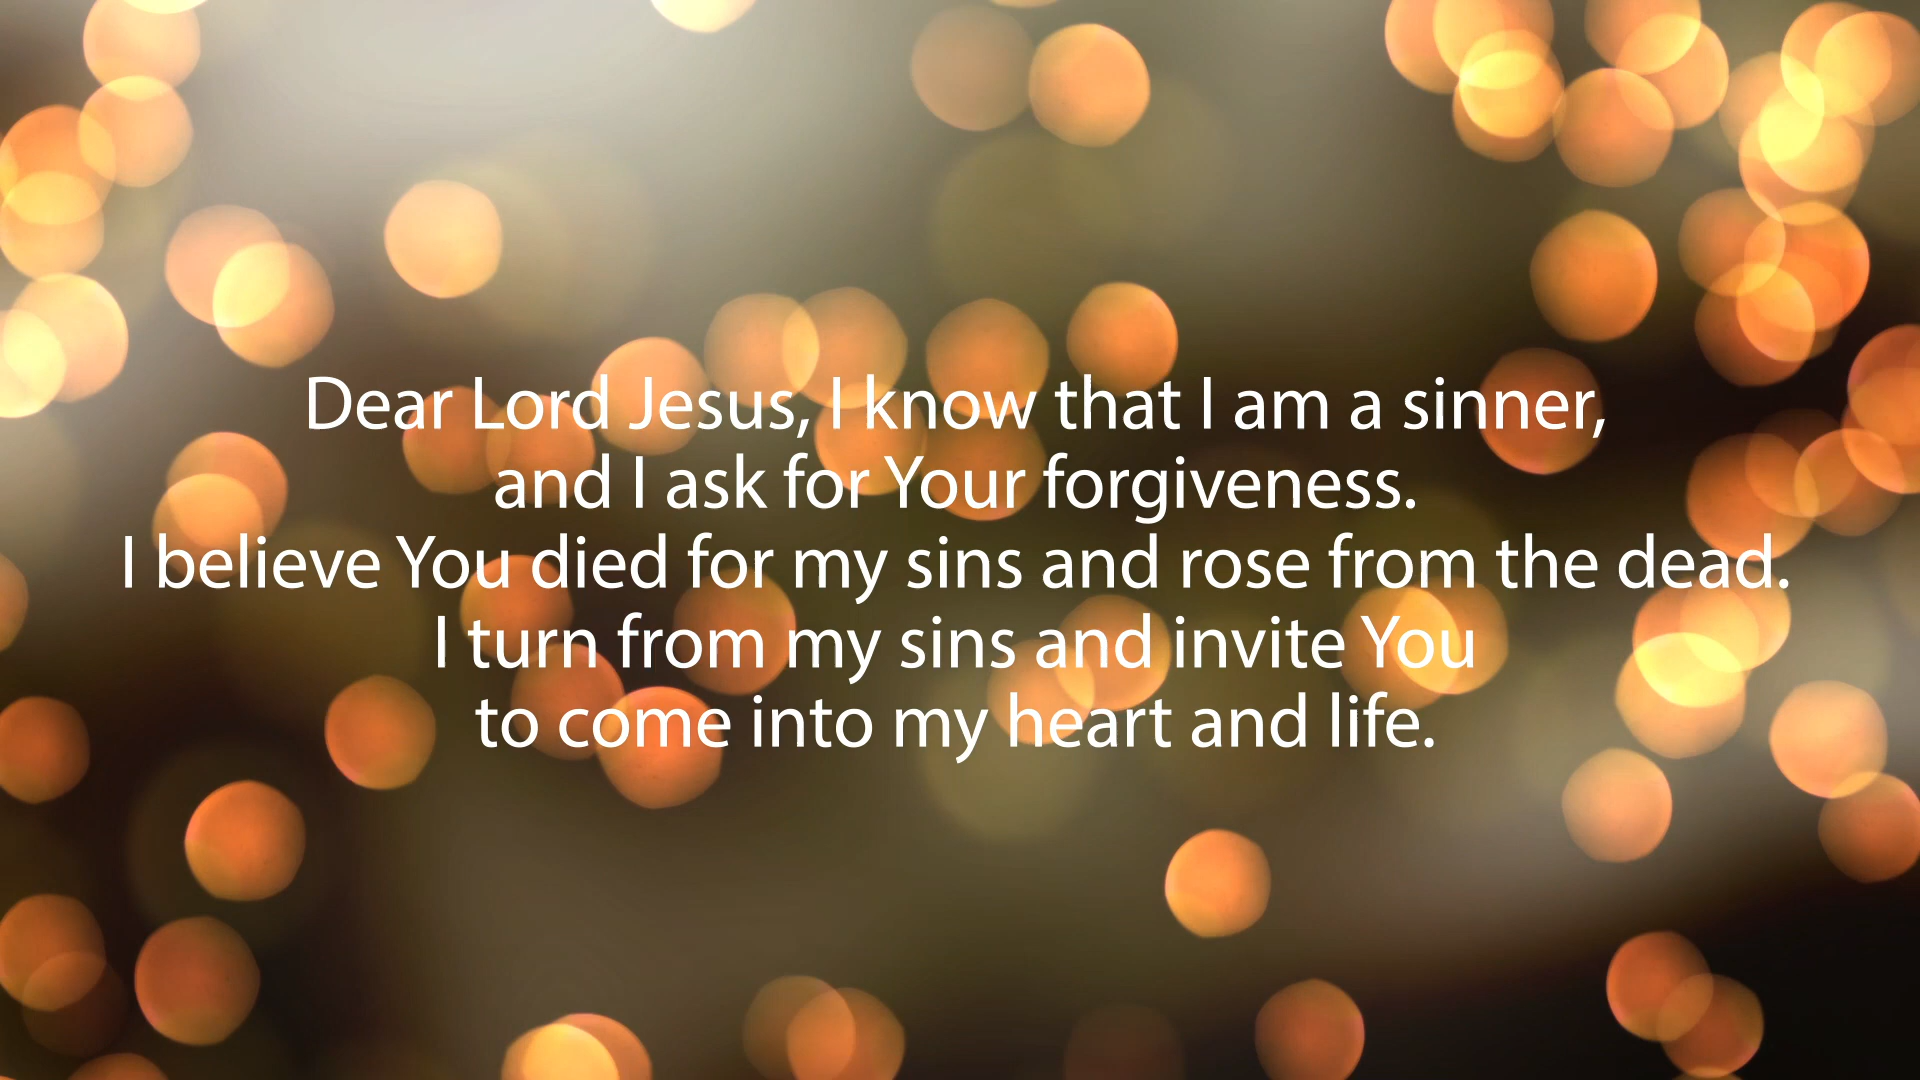 Dear Lord Jesus, I know that I am a sinner,
and I ask for Your forgiveness.
I believe You died for my sins and rose from the dead.
I turn from my sins and invite You
to come into my heart and life.